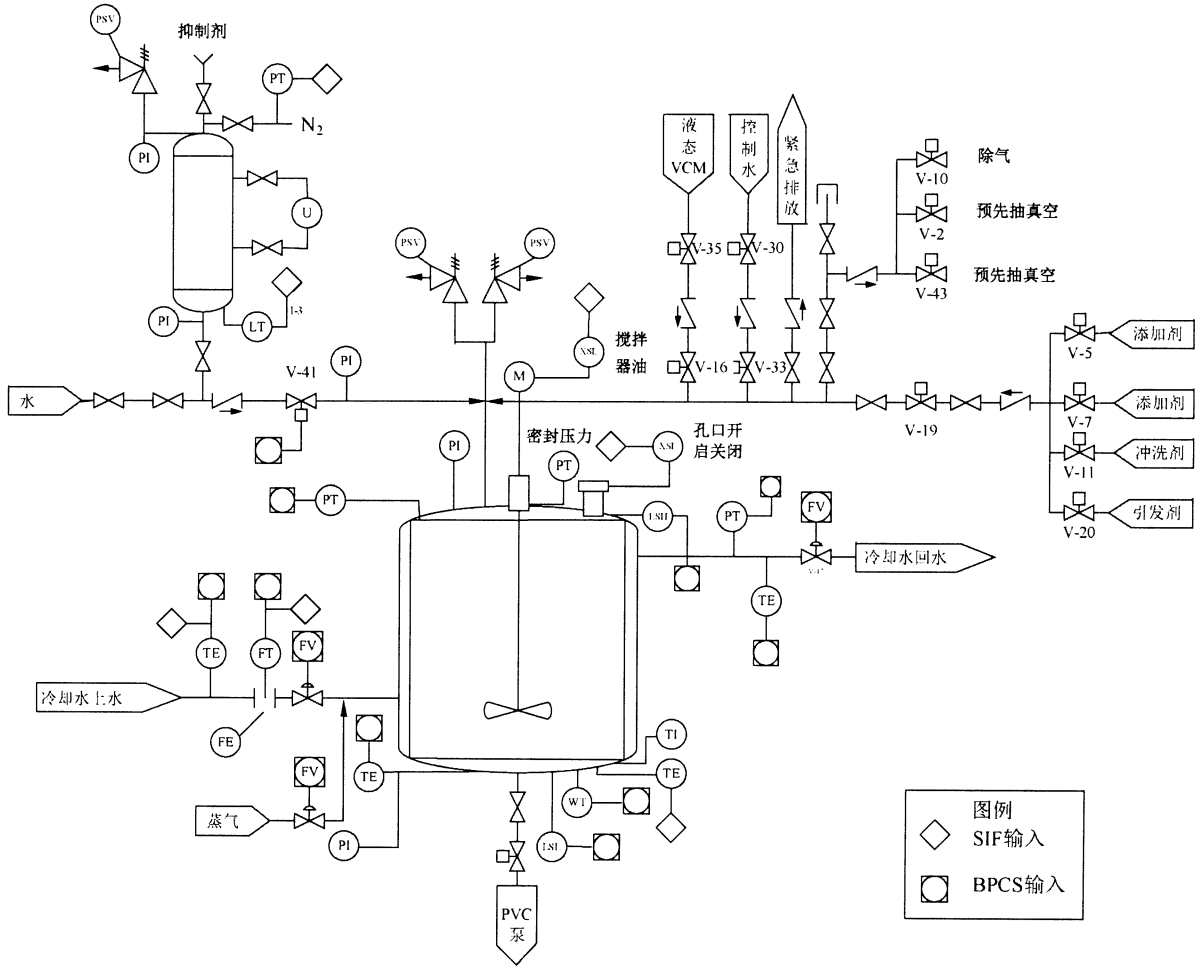 PSV
抑制剂
PT
N2
PI
U
PI
LT
1-3
水
V-41
PI
PSV
PSV
液态VCM
控制水
紧急排放
V-35
V-30
V-16
V-33
除气
V-10
预先抽真空
V-2
预先抽真空
V-43
V-5
添加剂
V-7
添加剂
V-11
冲洗剂
V-20
引发剂
V-19
搅拌
器油
XSL
M
密封压力
孔口开
启关闭
PI
PT
PT
LSH
PT
FV
冷却水回水
TE
TE
FT
FV
冷却水上水
FE
FV
蒸气
TE
PI
TI
TE
WT
LSL
PVC
泵
图例
SIF输入
BPCS输入